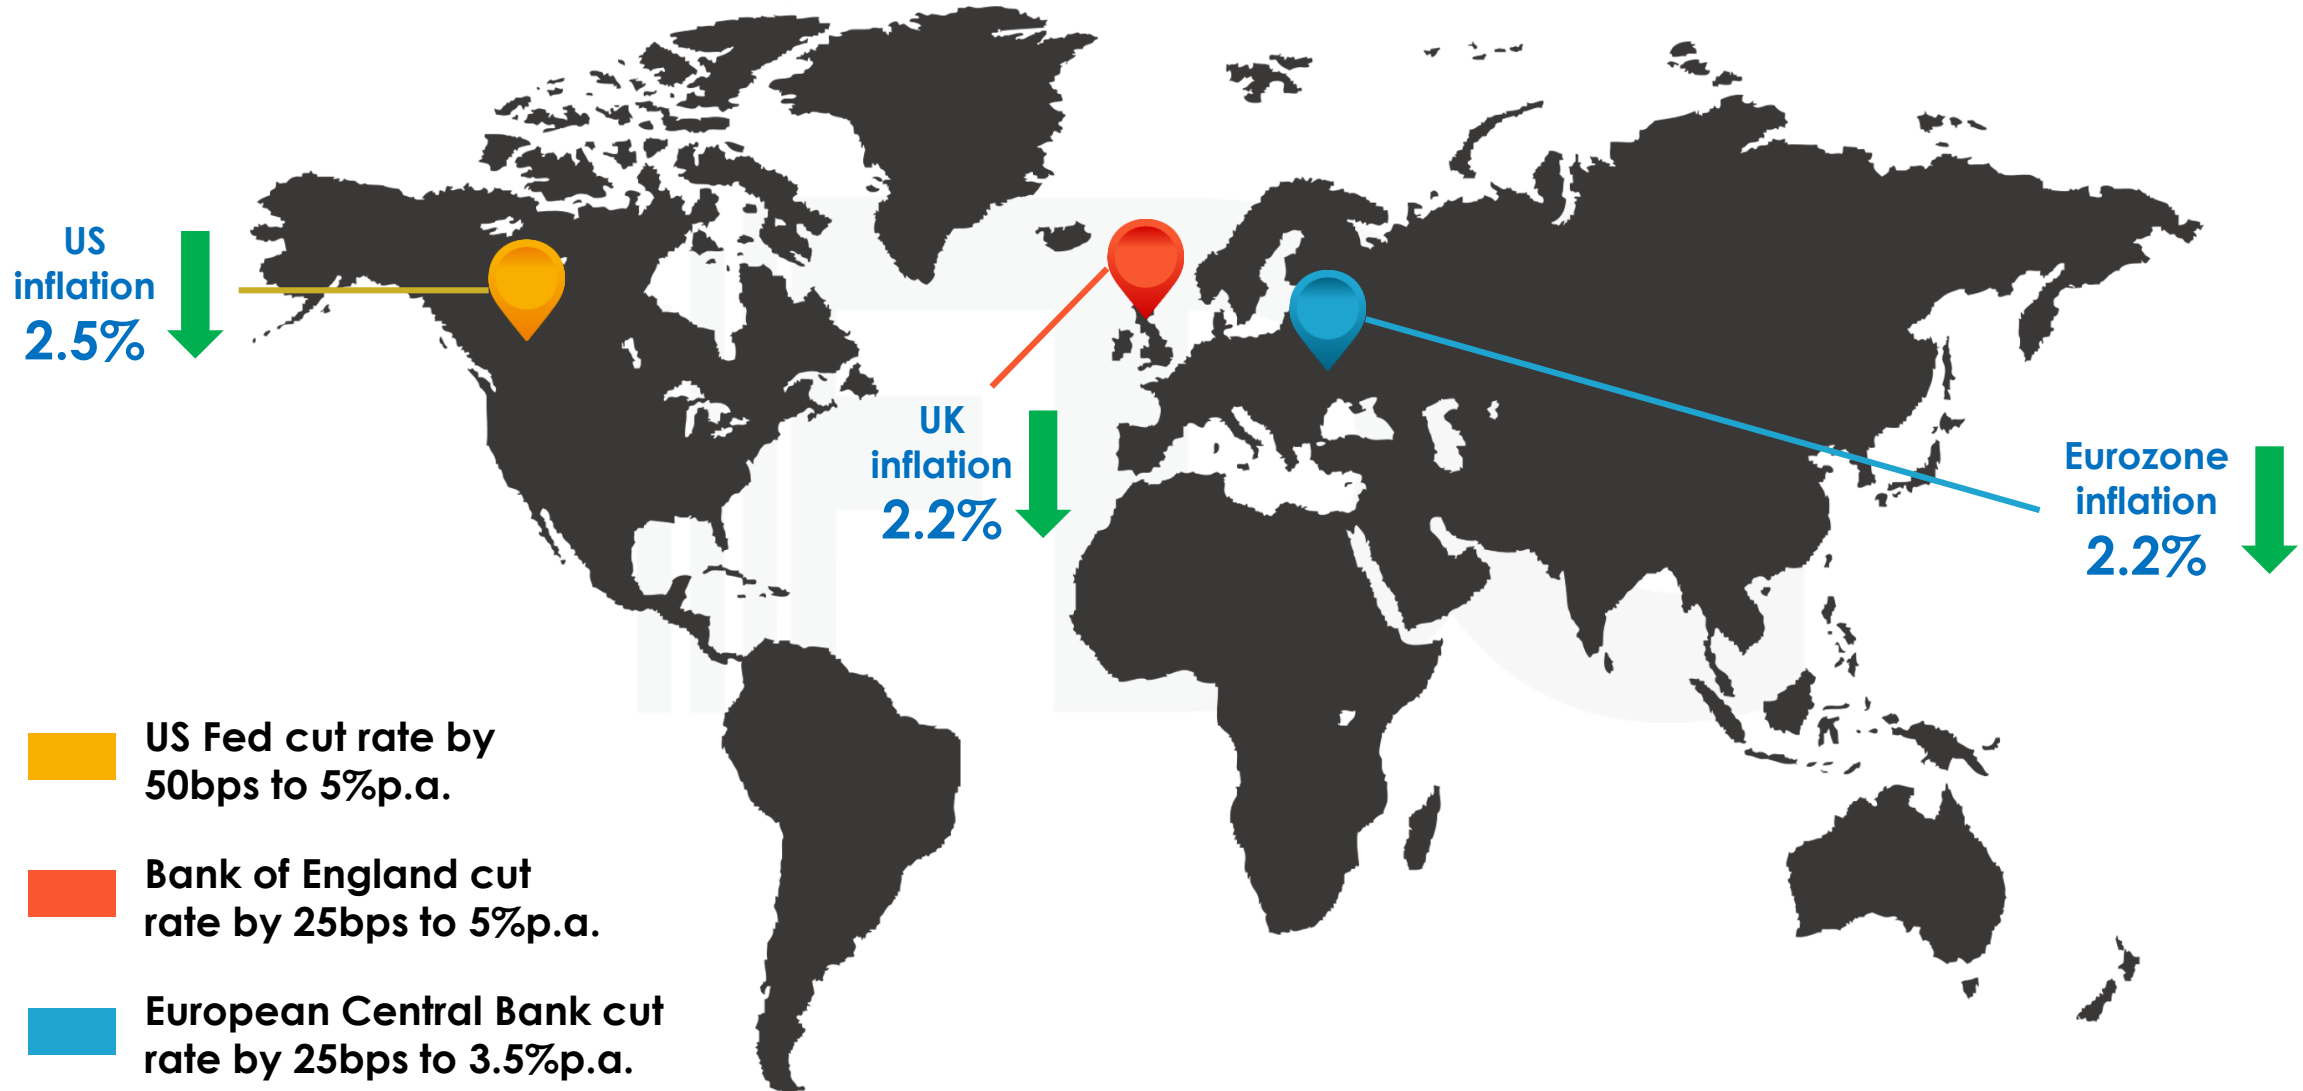 US
inflation
2.5%
UK
inflation
2.2%
Eurozone
inflation
2.2%
US Fed cut rate by
50bps to 5%p.a.
Bank of England cut
rate by 25bps to 5%p.a.
European Central Bank cut
rate by 25bps to 3.5%p.a.